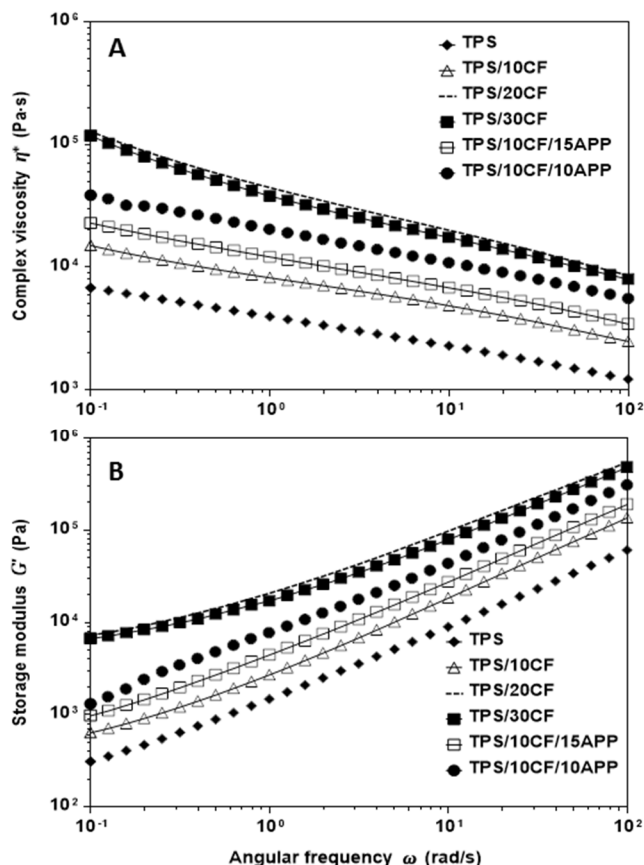 A
10⁶
10⁵
10⁴
10³
Complex viscosity η* (Pa·s)
TPS
TPS/10CF
TPS/20CF
TPS/30CF
TPS/10CF/15APP
TPS/10CF/10APP
10⁻¹ 10⁰ 10¹ 10²
B
10⁶
10⁵
10⁴
10³
10²
Storage modulus G' (Pa)
TPS
TPS/10CF
TPS/20CF
TPS/30CF
TPS/10CF/15APP
TPS/10CF/10APP
10⁻¹ 10⁰ 10¹ 10²
Angular frequency ω (rad/s)